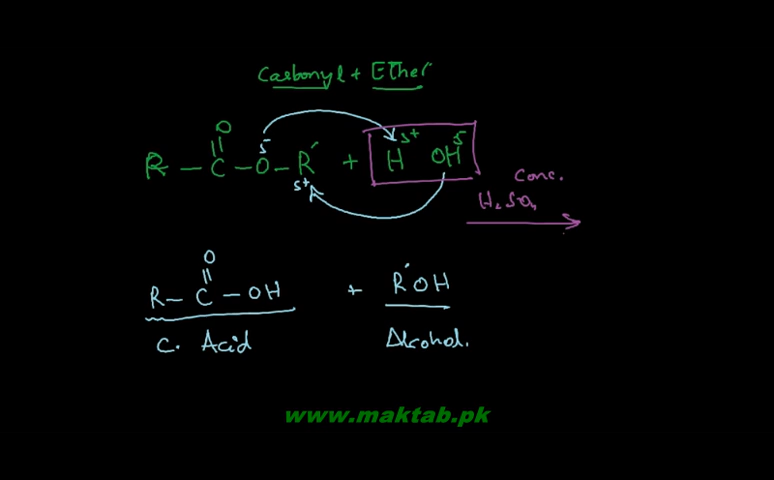 Carbonyl + Ether
O
||
R — C — O — R′ + H OH
δ δ+ δ+ δ
Conc.
H₂SO₄
O
||
R — C — OH + R′OH
C. Acid Alcohol.
www.maktab.pk